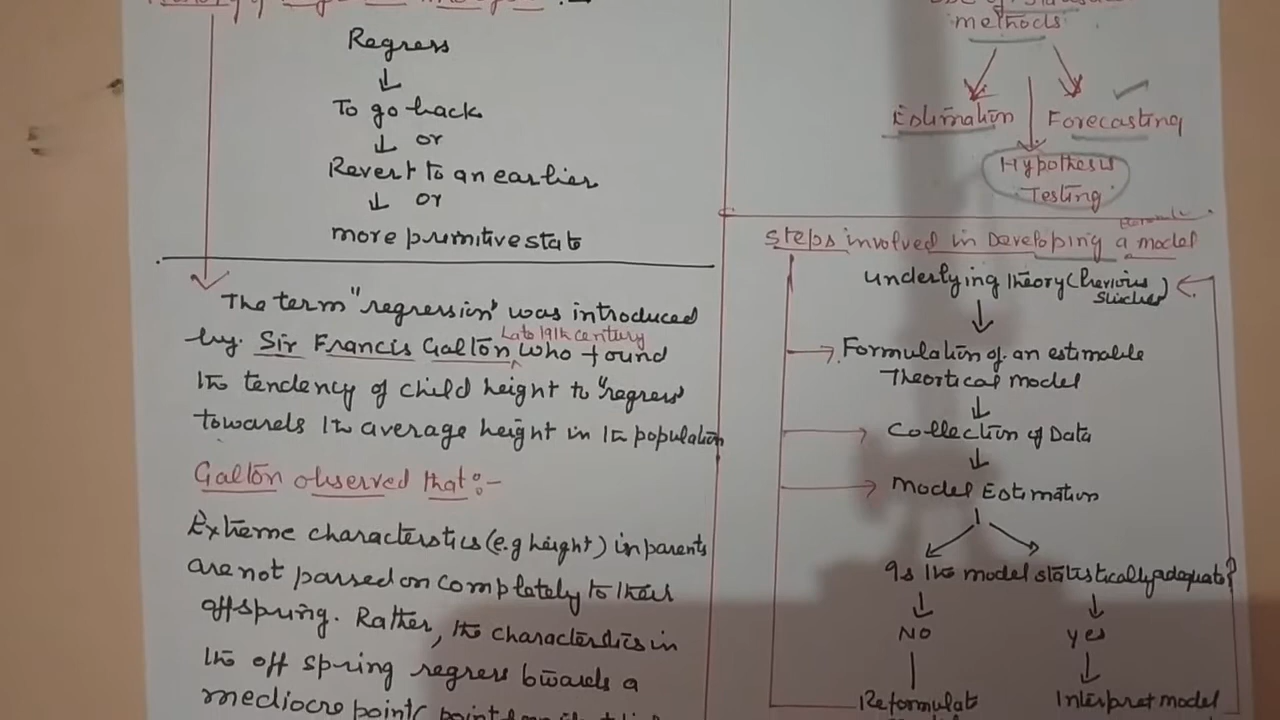 Regress
To go back
or
Revert to an earlier
or
more primitive state
The term "regression" was introduced
by Sir Francis Galton, Late 19th century who found
the tendency of child height to "regress"
towards the average height in the population
Galton observed that:-
Extreme characterstics (e.g height) in parents
are not passed on completely to their
offspring. Rather, the characterstics in
the off spring regress towards a
mediocre point
methods
Estimation
Forecasting
Hypothesis
Testing
Steps involved in Developing a model
Underlying theory (Previous
Studies)
Formulation of an estimable
Theortical model
Collection of Data
Model Estimation
Is the model statistically adequate?
NO
yes
Reformulat
Interpret model